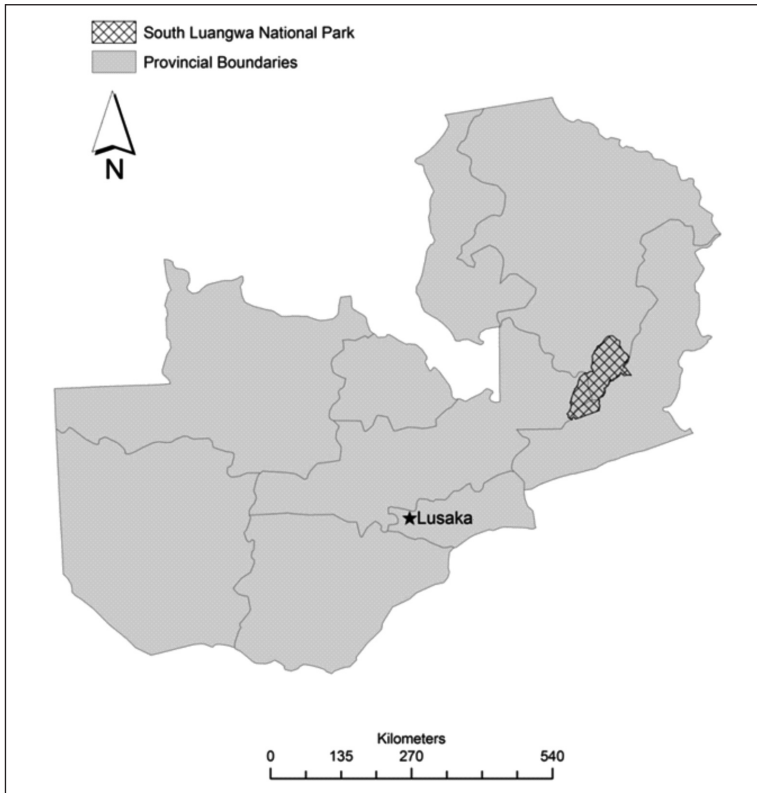 South Luangwa National Park
Provincial Boundaries
N
Lusaka
Kilometers
0 135 270 540